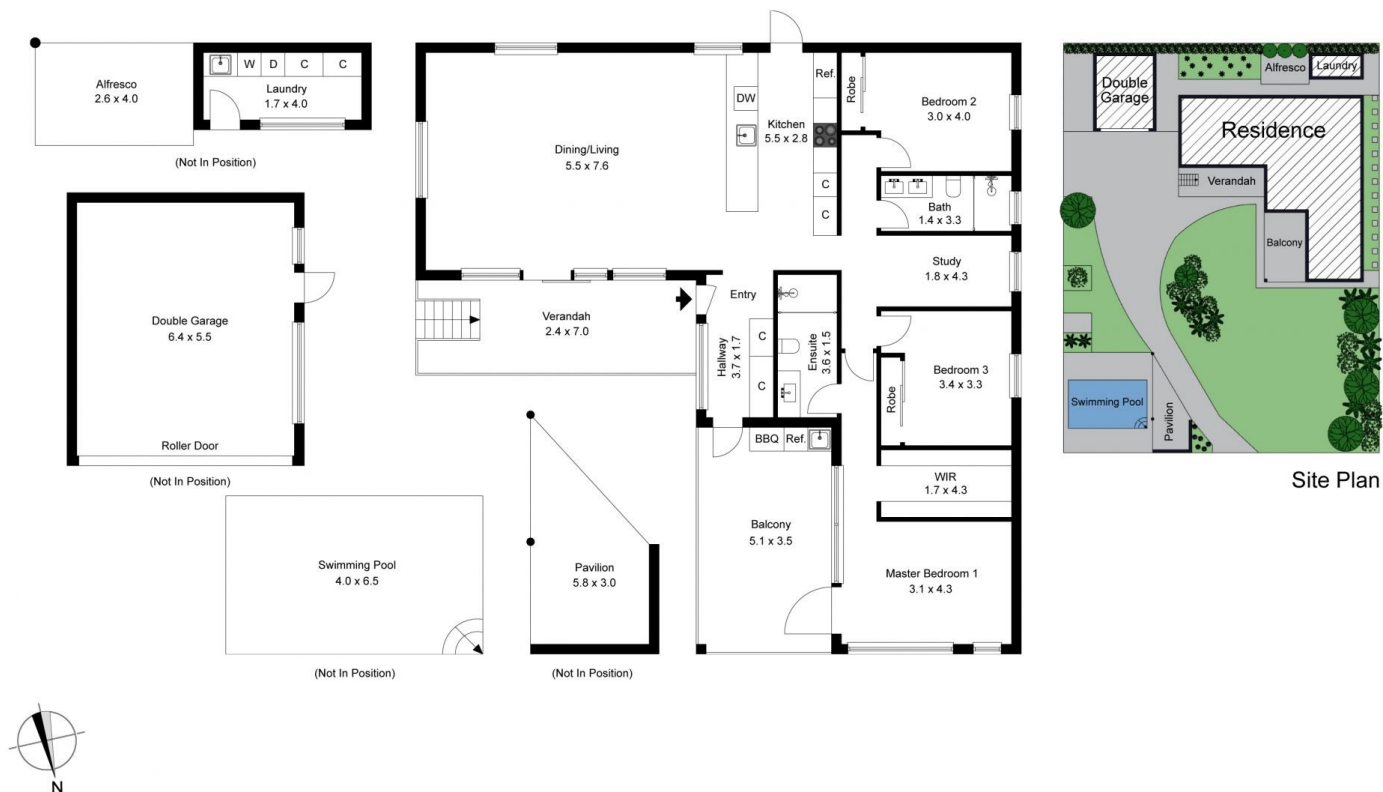 Alfresco
2.6 x 4.0
W D C C
Laundry
1.7 x 4.0
(Not In Position)
Double Garage
6.4 x 5.5
Roller Door
(Not In Position)
Dining/Living
5.5 x 7.6
DW
Kitchen
5.5 x 2.8
Ref.
C
C
Robe
Bedroom 2
3.0 x 4.0
Bath
1.4 x 3.3
Study
1.8 x 4.3
Entry
Verandah
2.4 x 7.0
Hallway
3.7 x 1.7
C
C
Ensuite
3.6 x 1.5
Bedroom 3
3.4 x 3.3
Robe
BBQ Ref.
WIR
1.7 x 4.3
Balcony
5.1 x 3.5
Master Bedroom 1
3.1 x 4.3
Swimming Pool
4.0 x 6.5
(Not In Position)
Pavilion
5.8 x 3.0
(Not In Position)
Double
Garage
Alfresco
Laundry
Residence
Verandah
Balcony
Swimming Pool
Pavilion
Site Plan
N